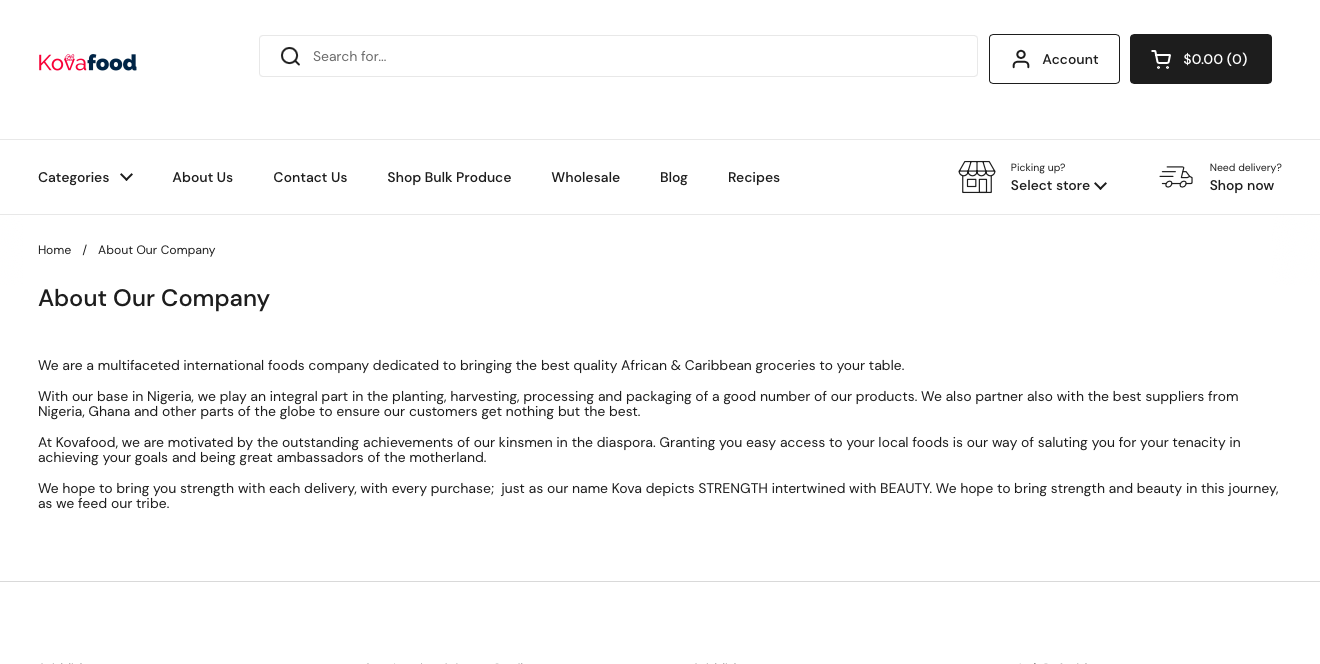 Kovafood
Search for...
Account
$0.00 (0)
Categories
About Us
Contact Us
Shop Bulk Produce
Wholesale
Blog
Recipes
Picking up?
Select store
Need delivery?
Shop now
Home / About Our Company
About Our Company
We are a multifaceted international foods company dedicated to bringing the best quality African & Caribbean groceries to your table.
With our base in Nigeria, we play an integral part in the planting, harvesting, processing and packaging of a good number of our products. We also partner also with the best suppliers from
Nigeria, Ghana and other parts of the globe to ensure our customers get nothing but the best.
At Kovafood, we are motivated by the outstanding achievements of our kinsmen in the diaspora. Granting you easy access to your local foods is our way of saluting you for your tenacity in
achieving your goals and being great ambassadors of the motherland.
We hope to bring you strength with each delivery, with every purchase;  just as our name Kova depicts STRENGTH intertwined with BEAUTY. We hope to bring strength and beauty in this journey,
as we feed our tribe.